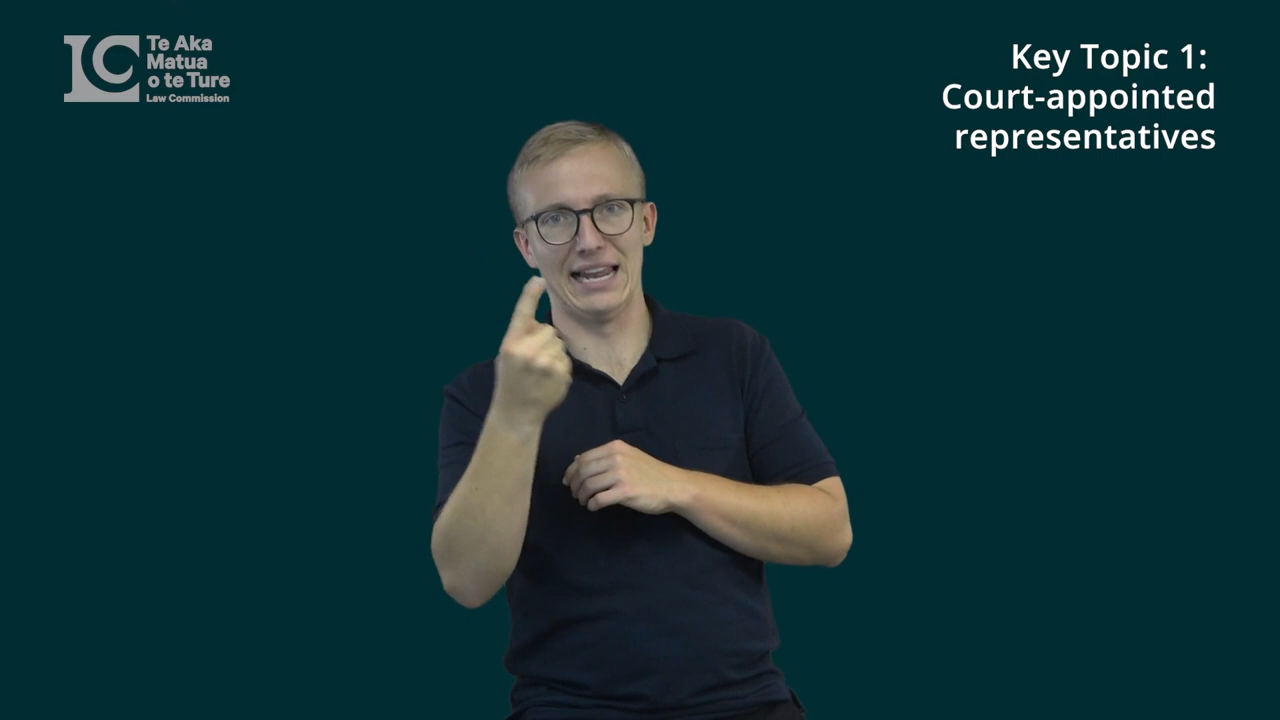 Te Aka
Matua
o te Ture
Law Commission
Key Topic 1:
Court-appointed
representatives